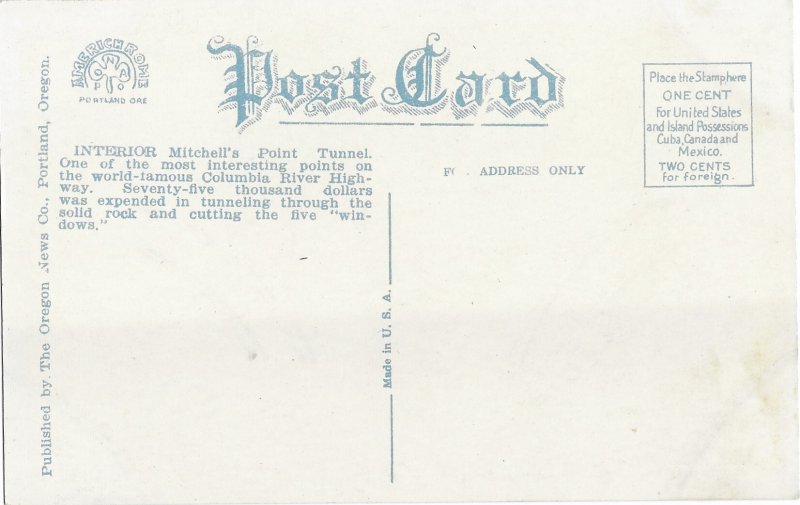 AMERICHROME
PORTLAND ORE
Post Card
Place the Stamp here
ONE CENT
For United States
and Island Possessions
Cuba, Canada and
Mexico.
TWO CENTS
for foreign.
INTERIOR Mitchell's Point Tunnel.
One of the most interesting points on
the world-famous Columbia River High-
way. Seventy-five thousand dollars
was expended in tunneling through the
solid rock and cutting the five "win-
dows."
ADDRESS ONLY
Published by The Oregon News Co., Portland, Oregon.
Made in U. S. A.